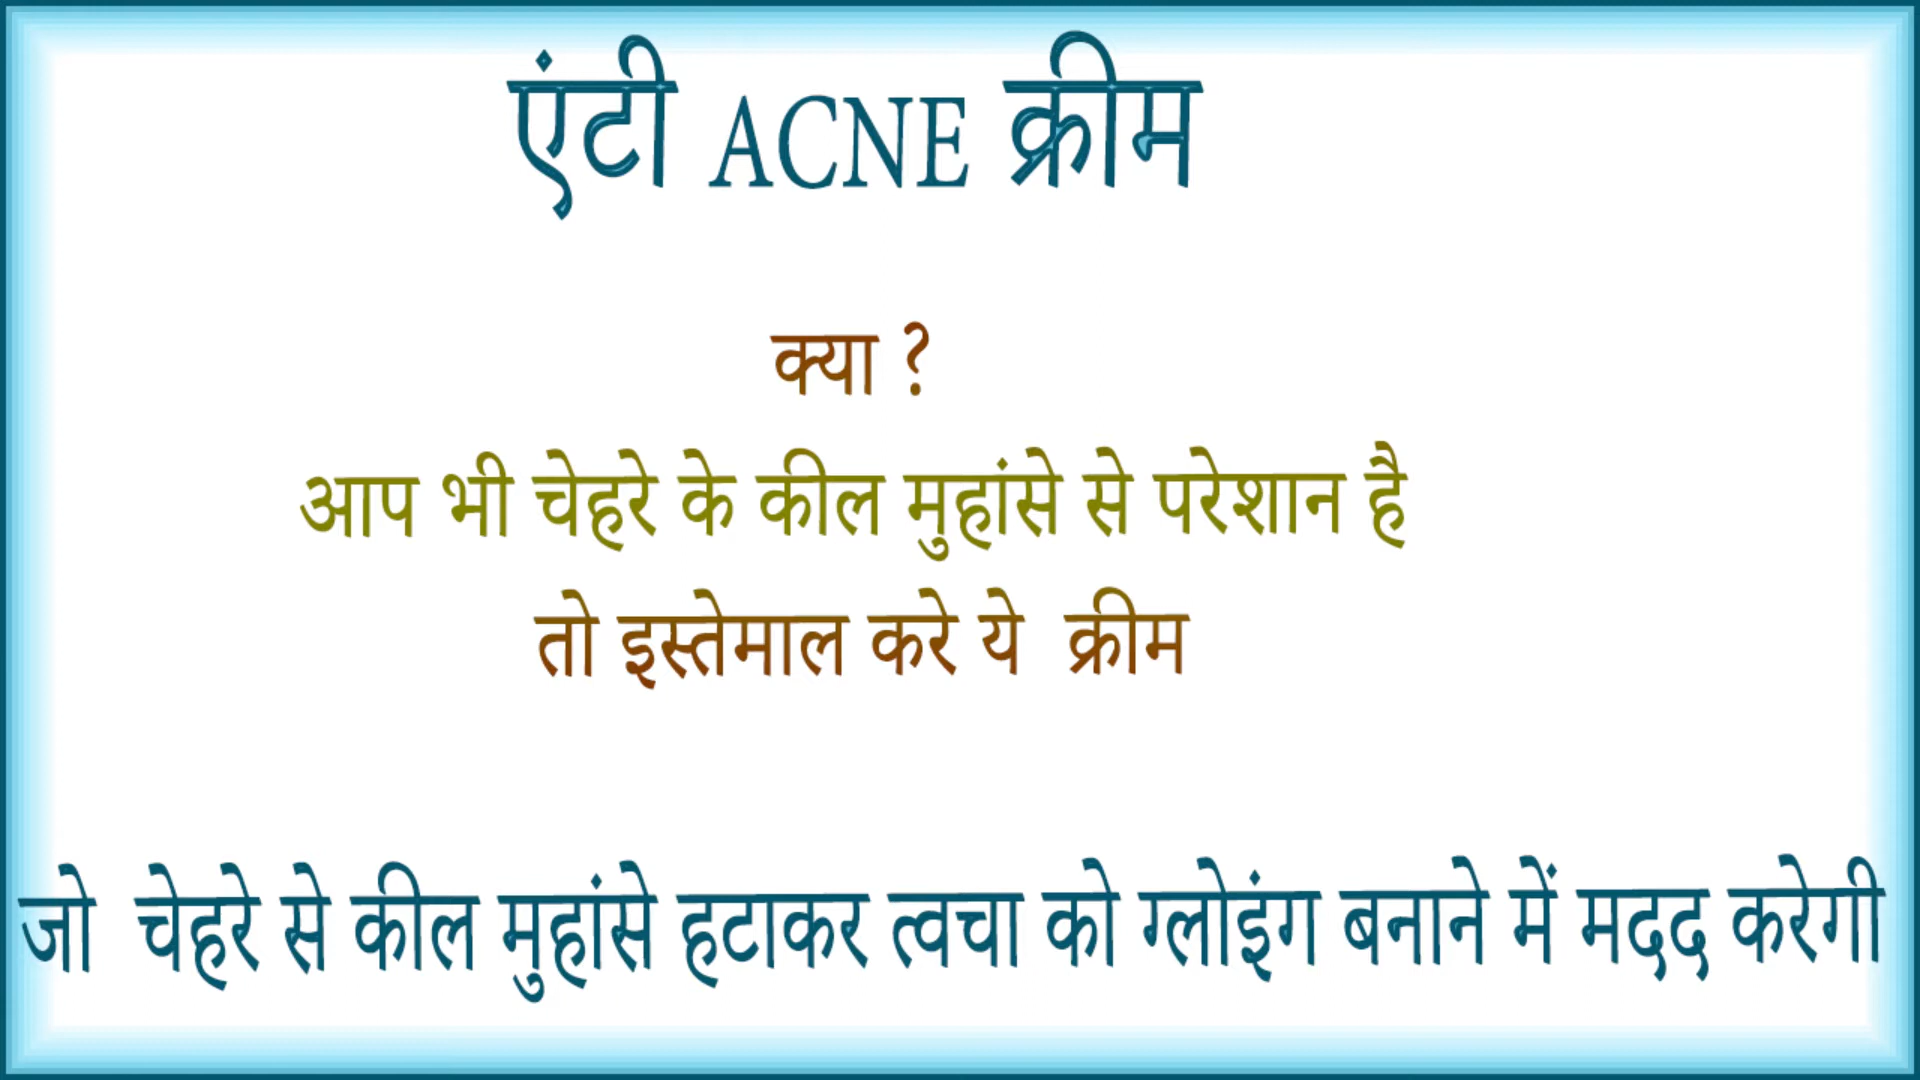 एंटी ACNE क्रीम
क्या ?
आप भी चेहरे के कील मुहांसे से परेशान है
तो इस्तेमाल करे ये क्रीम
जो चेहरे से कील मुहांसे हटाकर त्वचा को ग्लोइंग बनाने में मदद करेगी